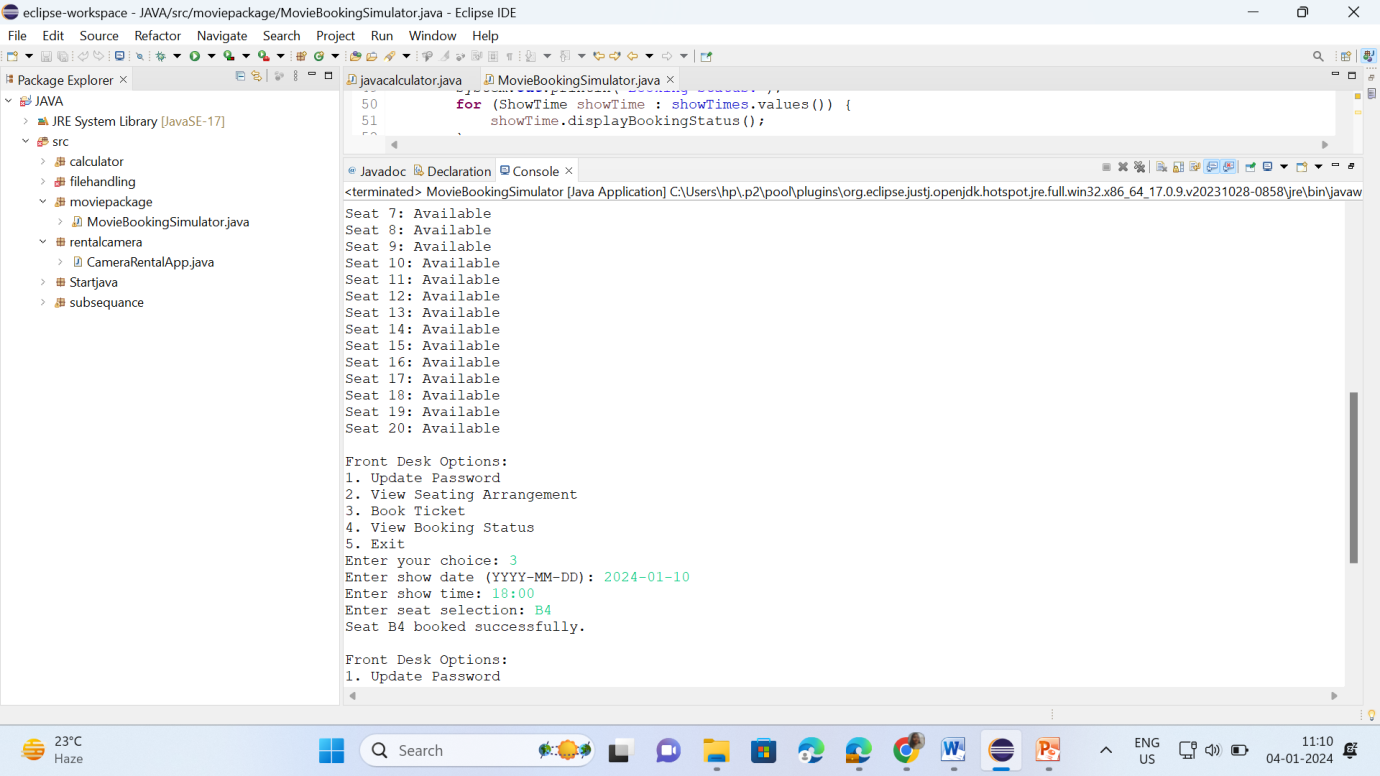 eclipse-workspace - JAVA/src/moviepackage/MovieBookingSimulator.java - Eclipse IDE
File Edit Source Refactor Navigate Search Project Run Window Help
Package Explorer
JAVA
JRE System Library [JavaSE-17]
src
calculator
filehandling
moviepackage
MovieBookingSimulator.java
rentalcamera
CameraRentalApp.java
Startjava
subsequance
javacalculator.java MovieBookingSimulator.java
50 for (ShowTime showTime : showTimes.values()) {
51 showTime.displayBookingStatus();
Javadoc Declaration Console
<terminated> MovieBookingSimulator [Java Application] C:\Users\hp\.p2\pool\plugins\org.eclipse.justj.openjdk.hotspot.jre.full.win32.x86_64_17.0.9.v20231028-0858\jre\bin\javaw
Seat 7: Available
Seat 8: Available
Seat 9: Available
Seat 10: Available
Seat 11: Available
Seat 12: Available
Seat 13: Available
Seat 14: Available
Seat 15: Available
Seat 16: Available
Seat 17: Available
Seat 18: Available
Seat 19: Available
Seat 20: Available
Front Desk Options:
1. Update Password
2. View Seating Arrangement
3. Book Ticket
4. View Booking Status
5. Exit
Enter your choice: 3
Enter show date (YYYY-MM-DD): 2024-01-10
Enter show time: 18:00
Enter seat selection: B4
Seat B4 booked successfully.
Front Desk Options:
1. Update Password
23°C
Haze
Search
ENG
US
11:10
04-01-2024